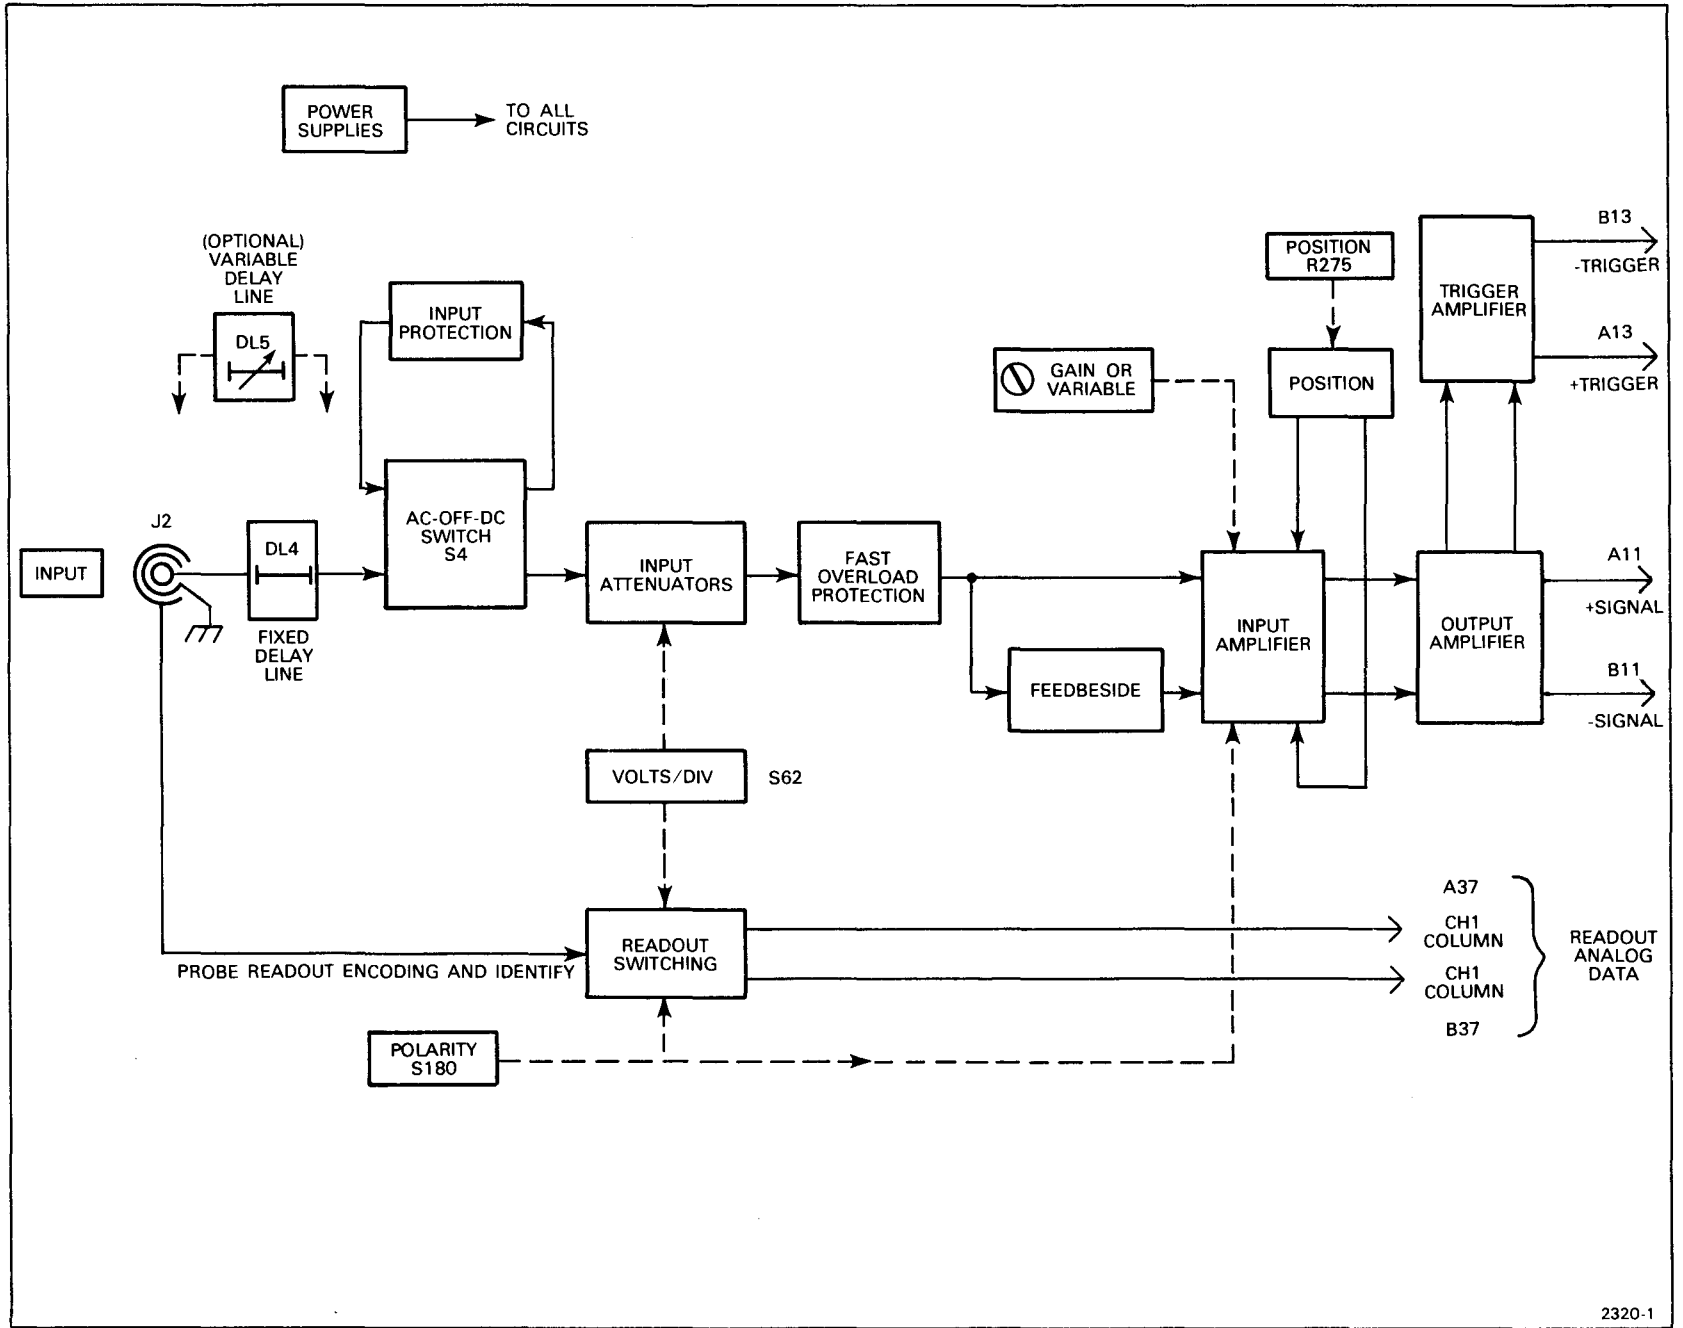 POWER
SUPPLIES
TO ALL
CIRCUITS
(OPTIONAL)
VARIABLE
DELAY
LINE
DL5
INPUT
PROTECTION
POSITION
R275
POSITION
GAIN OR
VARIABLE
TRIGGER
AMPLIFIER
B13
-TRIGGER
A13
+TRIGGER
INPUT
J2
DL4
FIXED
DELAY
LINE
AC-OFF-DC
SWITCH
S4
INPUT
ATTENUATORS
FAST
OVERLOAD
PROTECTION
FEEDBESIDE
INPUT
AMPLIFIER
OUTPUT
AMPLIFIER
A11
+SIGNAL
B11
-SIGNAL
VOLTS/DIV
S62
PROBE READOUT ENCODING AND IDENTIFY
READOUT
SWITCHING
POLARITY
S180
A37
CH1
COLUMN
CH1
COLUMN
B37
READOUT
ANALOG
DATA
2320-1